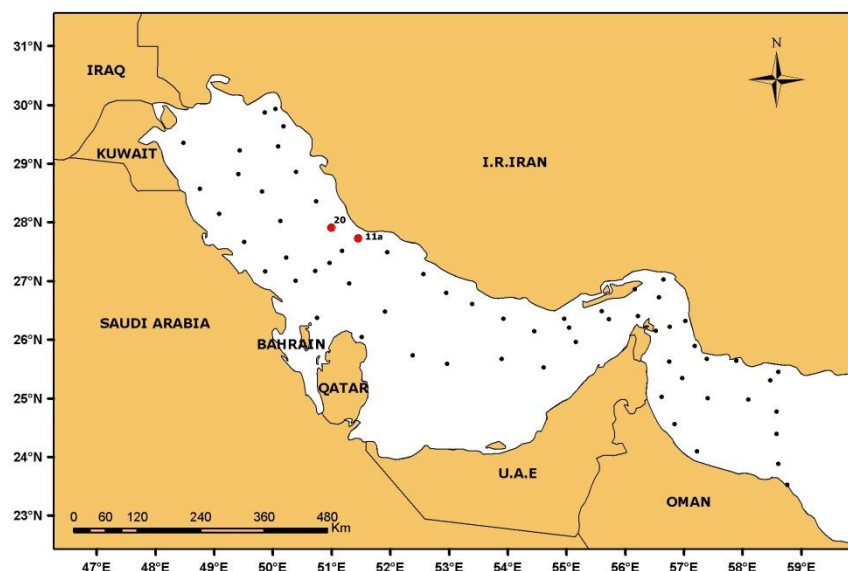 31°N
30°N
29°N
28°N
27°N
26°N
25°N
24°N
23°N
N
IRAQ
KUWAIT
I.R.IRAN
20
11a
SAUDI ARABIA
BAHRAIN
QATAR
U.A.E
OMAN
0 60 120 240 360 480
Km
47°E 48°E 49°E 50°E 51°E 52°E 53°E 54°E 55°E 56°E 57°E 58°E 59°E